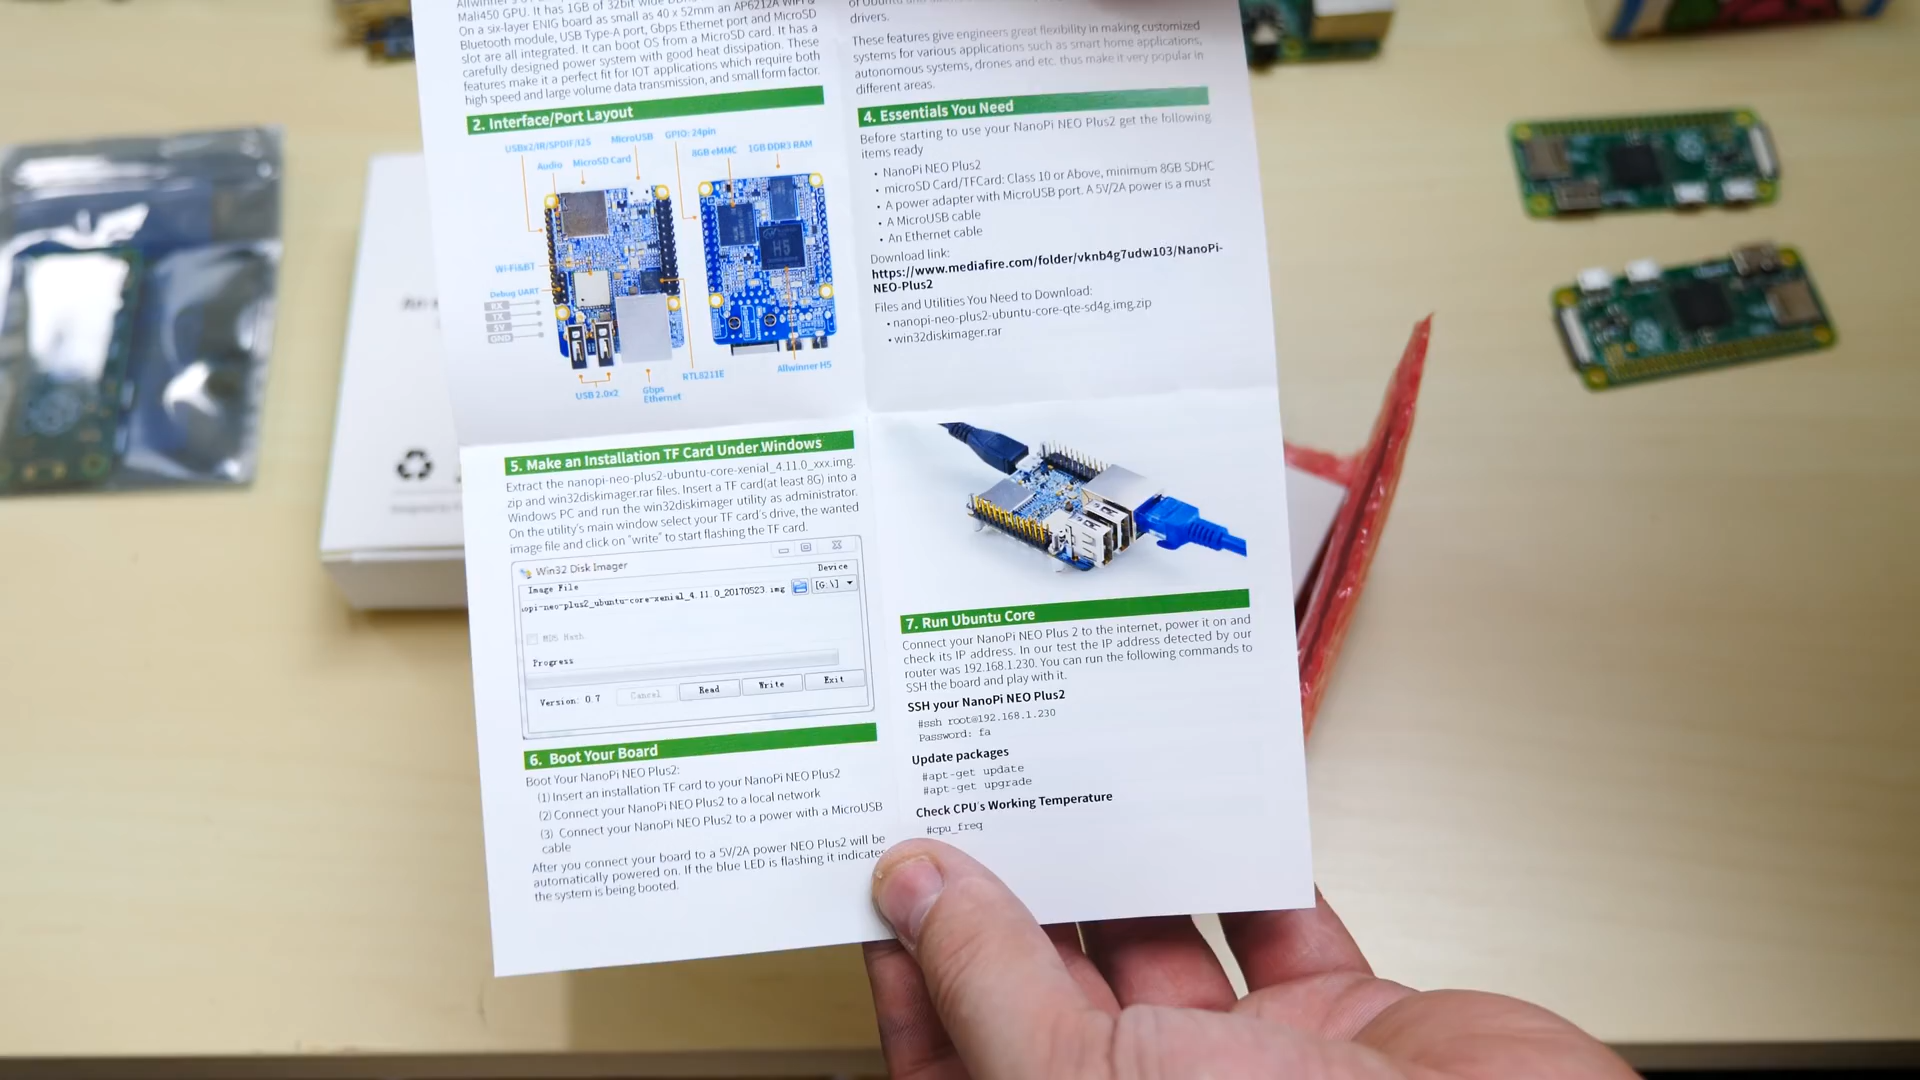 Mali450 GPU. It has 1GB of 32bit wide
On a six-layer ENIG board as small as 40 x 52mm an AP6212A WiFi &
Bluetooth module, USB Type-A port, Gbps Ethernet port and MicroSD
slot are all integrated. It can boot OS from a MicroSD card. It has a
carefully designed power system with good heat dissipation. These
features make it a perfect fit for IOT applications which require both
high speed and large volume data transmission, and small form factor.
2. Interface/Port Layout
USBx2/IR/SPDIF/I2S
MicroUSB
GPIO: 24pin
Audio
MicroSD Card
8GB eMMC
1GB DDR3 RAM
Wi-Fi&BT
Debug UART
RX
TX
5V
GND
H5
USB 2.0x2
Gbps
Ethernet
RTL8211E
Allwinner H5
5. Make an Installation TF Card Under Windows
Extract the nanopi-neo-plus2-ubuntu-core-xenial_4.11.0_xxx.img.
zip and win32diskimager.rar files. Insert a TF card(at least 8G) into a
Windows PC and run the win32diskimager utility as administrator.
On the utility's main window select your TF card's drive, the wanted
image file and click on "write" to start flashing the TF card.
Win32 Disk Imager
Image File
Device
opi-neo-plus2_ubuntu-core-xenial_4.11.0_20170523.img
[G:\]
MD5 Hash
Progress
Version: 0.7
Cancel
Read
Write
Exit
6. Boot Your Board
Boot Your NanoPi NEO Plus2:
(1) Insert an installation TF card to your NanoPi NEO Plus2
(2) Connect your NanoPi NEO Plus2 to a local network
(3) Connect your NanoPi NEO Plus2 to a power with a MicroUSB
cable
After you connect your board to a 5V/2A power NEO Plus2 will be
automatically powered on. If the blue LED is flashing it indicates
the system is being booted.
drivers.
These features give engineers great flexibility in making customized
systems for various applications such as smart home applications,
autonomous systems, drones and etc. thus make it very popular in
different areas.
4. Essentials You Need
Before starting to use your NanoPi NEO Plus2 get the following
items ready
• NanoPi NEO Plus2
• microSD Card/TFCard: Class 10 or Above, minimum 8GB SDHC
• A power adapter with MicroUSB port. A 5V/2A power is a must
• A MicroUSB cable
• An Ethernet cable
Download link:
https://www.mediafire.com/folder/vknb4g7udw103/NanoPi-
NEO-Plus2
Files and Utilities You Need to Download:
• nanopi-neo-plus2-ubuntu-core-qte-sd4g.img.zip
• win32diskimager.rar
7. Run Ubuntu Core
Connect your NanoPi NEO Plus 2 to the internet, power it on and
check its IP address. In our test the IP address detected by our
router was 192.168.1.230. You can run the following commands to
SSH the board and play with it.
SSH your NanoPi NEO Plus2
#ssh root@192.168.1.230
Password: fa
Update packages
#apt-get update
#apt-get upgrade
Check CPU's Working Temperature
#cpu_freq